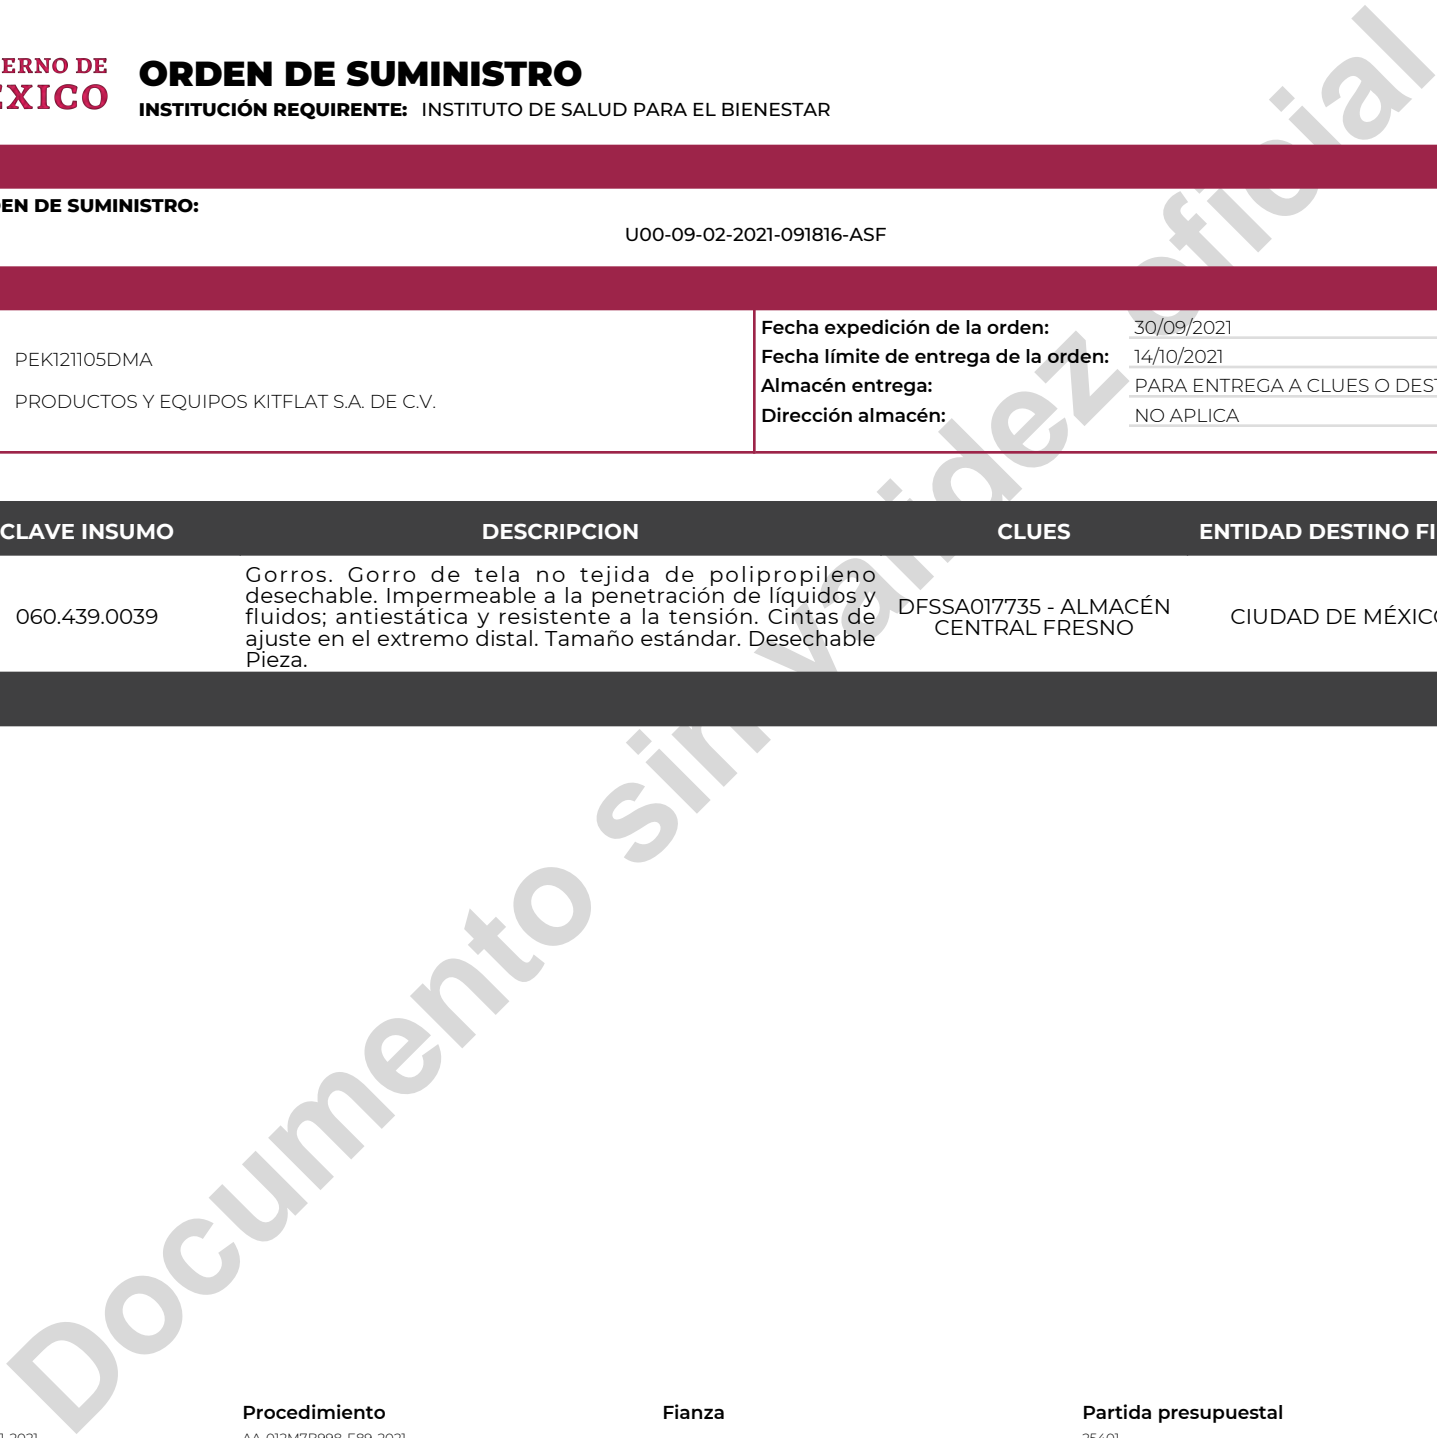 ERNO DE
ORDEN DE SUMINISTRO
INSTITUCIÓN REQUIRENTE: INSTITUTO DE SALUD PARA EL BIENESTAR
EN DE SUMINISTRO:
U00-09-02-2021-091816-ASF
PEK121105DMA
PRODUCTOS Y EQUIPOS KITFLAT S.A. DE C.V.
Fecha expedición de la orden: 30/09/2021
Fecha límite de entrega de la orden: 14/10/2021
Almacén entrega: PARA ENTREGA A CLUES O DEST
Dirección almacén: NO APLICA
CLAVE INSUMO DESCRIPCION CLUES ENTIDAD DESTINO FI
060.439.0039
Gorros. Gorro de tela no tejida de polipropileno
desechable. Impermeable a la penetración de líquidos y
fluidos; antiestática y resistente a la tensión. Cintas de
ajuste en el extremo distal. Tamaño estándar. Desechable
Pieza.
DFSSA017735 - ALMACÉN
CENTRAL FRESNO
CIUDAD DE MÉXICO
Documento sin validez oficial
Procedimiento Fianza Partida presupuestal